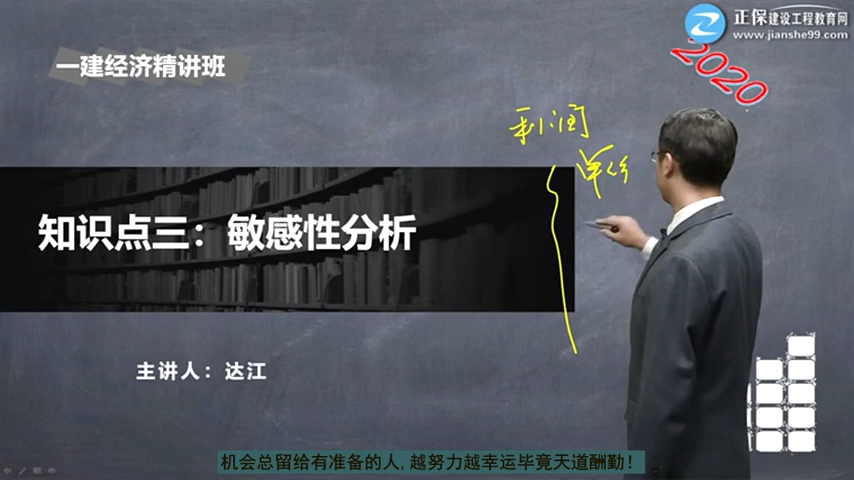 正保建设工程教育网
www.jianshe99.com
2020
一建经济精讲班
利润
单价
知识点三：敏感性分析
主讲人：达江
机会总留给有准备的人,越努力越幸运毕竟天道酬勤！